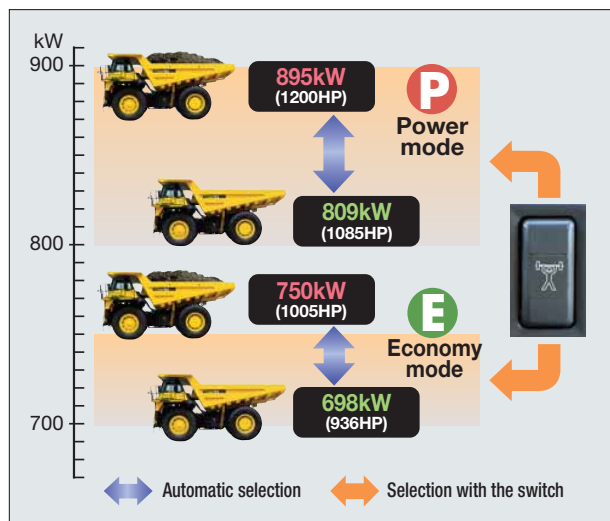 kW
900
895kW
(1200HP)
P
Power
mode
809kW
(1085HP)
800
750kW
(1005HP)
E
Economy
mode
698kW
(936HP)
700
Automatic selection
Selection with the switch